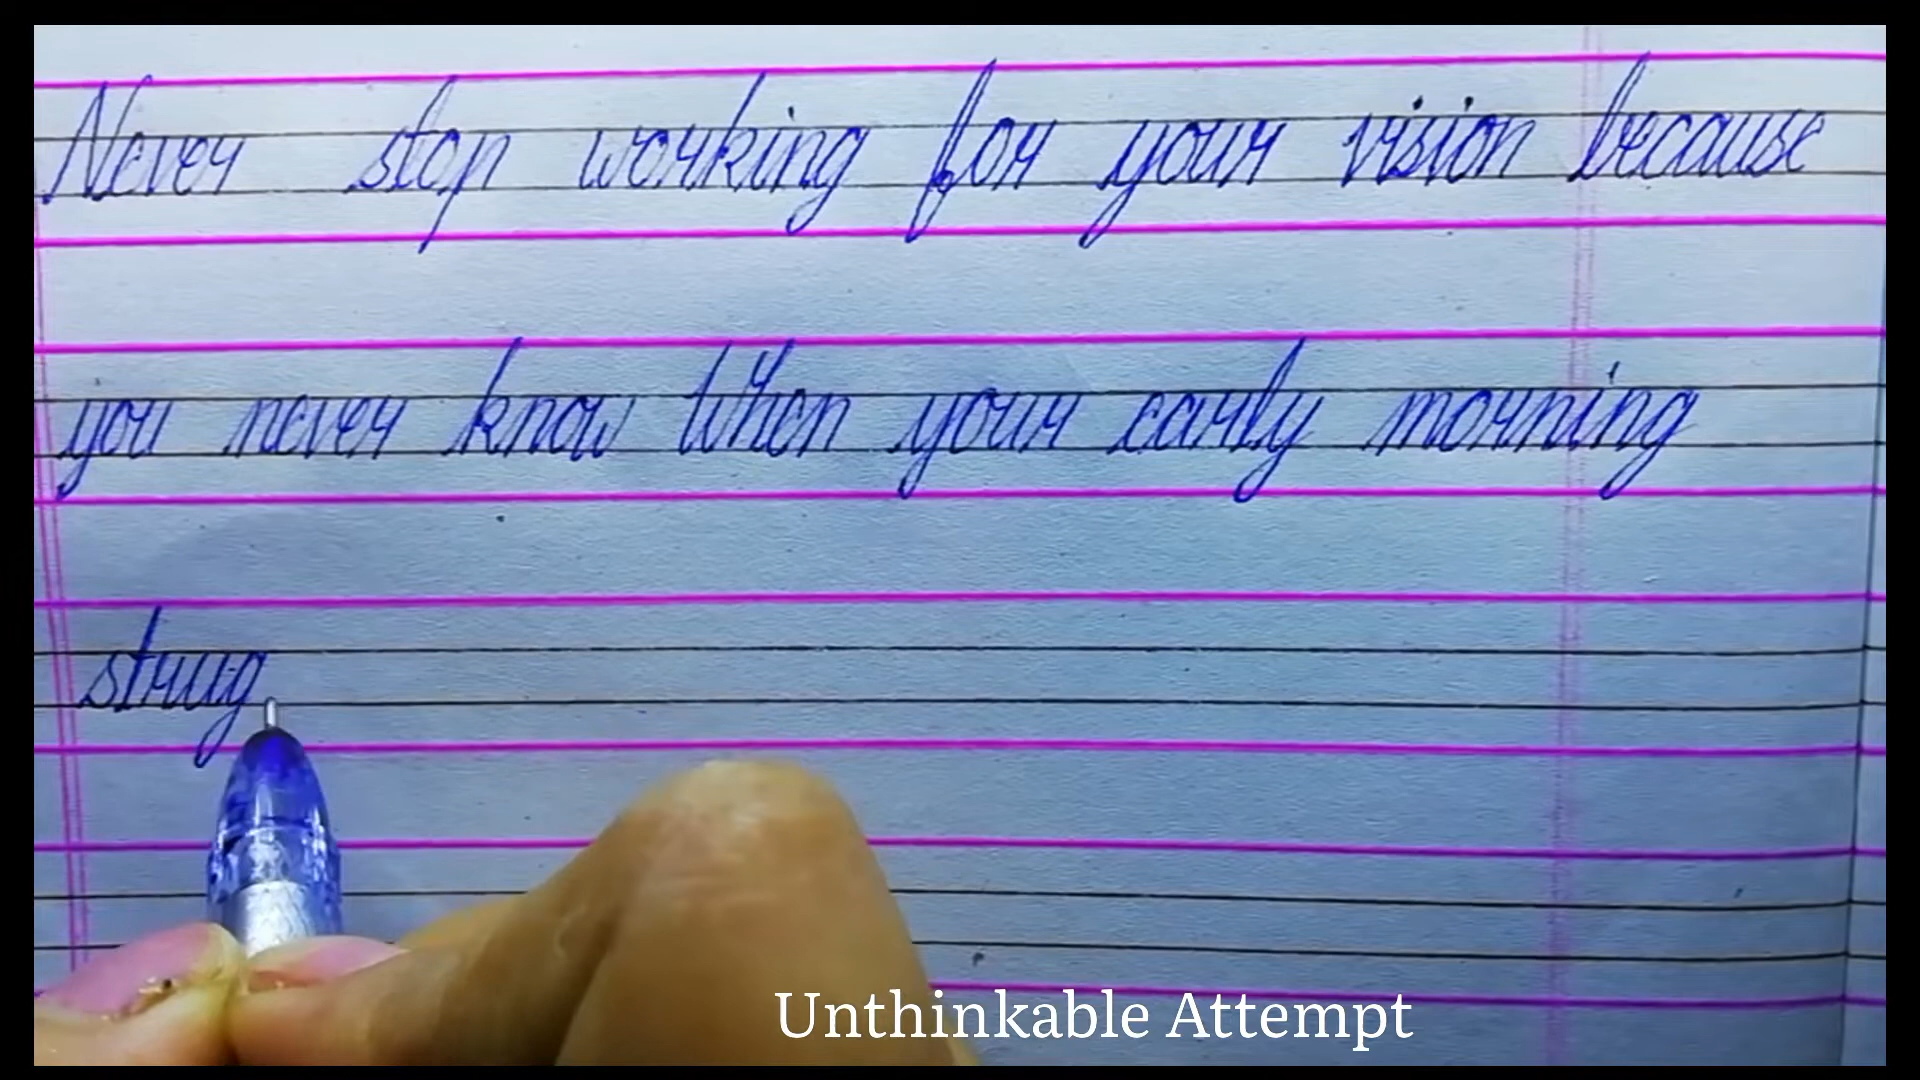 Never stop working for your vision because
you never know When your early morning
strug
Unthinkable Attempt